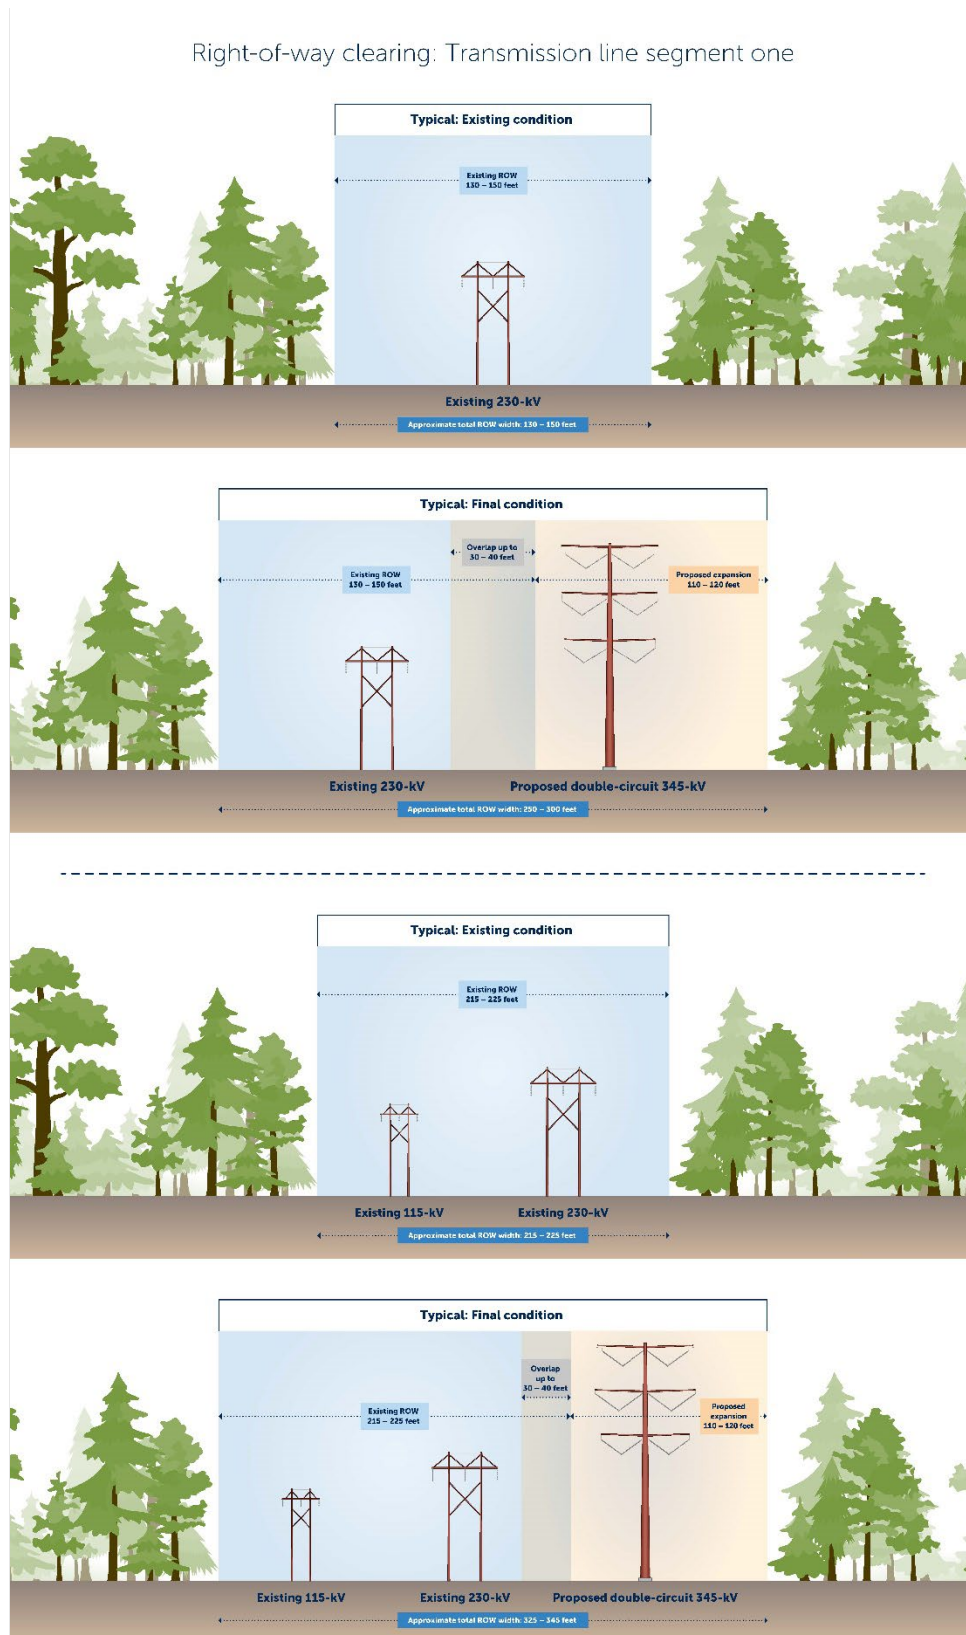 Right-of-way clearing: Transmission line segment one
Typical: Existing condition
Existing ROW
130 – 150 feet
Existing 230-kV
Approximate total ROW width: 130 – 150 feet
Typical: Final condition
Overlap up to
30 – 40 feet
Existing ROW
130 – 150 feet
Proposed expansion
110 – 120 feet
Existing 230-kV
Proposed double-circuit 345-kV
Approximate total ROW width: 250 – 300 feet
Typical: Existing condition
Existing ROW
215 – 225 feet
Existing 115-kV
Existing 230-kV
Approximate total ROW width: 215 – 225 feet
Typical: Final condition
Overlap
up to
30 – 40 feet
Existing ROW
215 – 225 feet
Proposed
expansion
110 – 120 feet
Existing 115-kV
Existing 230-kV
Proposed double-circuit 345-kV
Approximate total ROW width: 325 – 345 feet